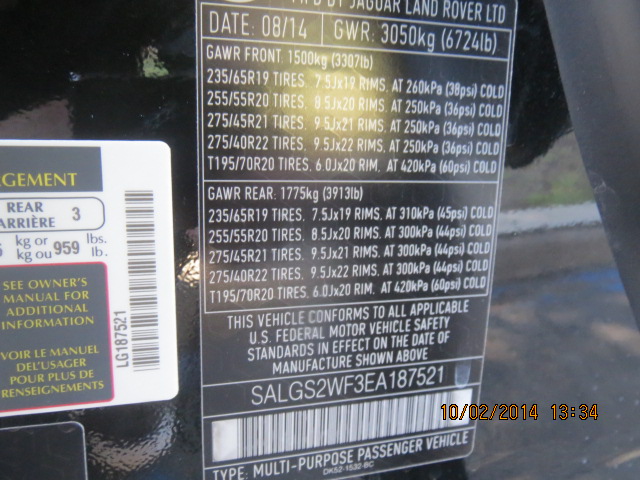 MFD BY JAGUAR LAND ROVER LTD
DATE: 08/14 GWR: 3050kg (6724lb)
GAWR FRONT 1500kg (3307lb)
235/65R19 TIRES. 7.5Jx19 RIMS. AT 260kPa (38psi) COLD
255/55R20 TIRES. 8.5Jx20 RIMS. AT 250kPa (36psi) COLD
275/45R21 TIRES. 9.5Jx21 RIMS. AT 250kPa (36psi) COLD
275/40R22 TIRES. 9.5Jx22 RIMS. AT 250kPa (36psi) COLD
T195/70R20 TIRES. 6.0Jx20 RIM. AT 420kPa (60psi) COLD
GAWR REAR: 1775kg (3913lb)
235/65R19 TIRES. 7.5Jx19 RIMS. AT 310kPa (45psi) COLD
255/55R20 TIRES. 8.5Jx20 RIMS. AT 300kPa (44psi) COLD
275/45R21 TIRES. 9.5Jx21 RIMS. AT 300kPa (44psi) COLD
275/40R22 TIRES. 9.5Jx22 RIMS. AT 300kPa (44psi) COLD
T195/70R20 TIRES. 6.0Jx20 RIM. AT 420kPa (60psi) COLD
THIS VEHICLE CONFORMS TO ALL APPLICABLE
U.S. FEDERAL MOTOR VEHICLE SAFETY
STANDARDS IN EFFECT ON THE DATE OF
MANUFACTURE SHOWN ABOVE
SALGS2WF3EA187521
TYPE: MULTI-PURPOSE PASSENGER VEHICLE
DK52-1532-BC
GEMENT
REAR 3
ARRIÈRE
kg or 959 lbs.
kg ou lb.
SEE OWNER'S
MANUAL FOR
ADDITIONAL
INFORMATION
VOIR LE MANUEL
DEL'USAGER
POUR PLUS DE
RENSEIGNEMENTS
LG187521
10/02/2014 13:34